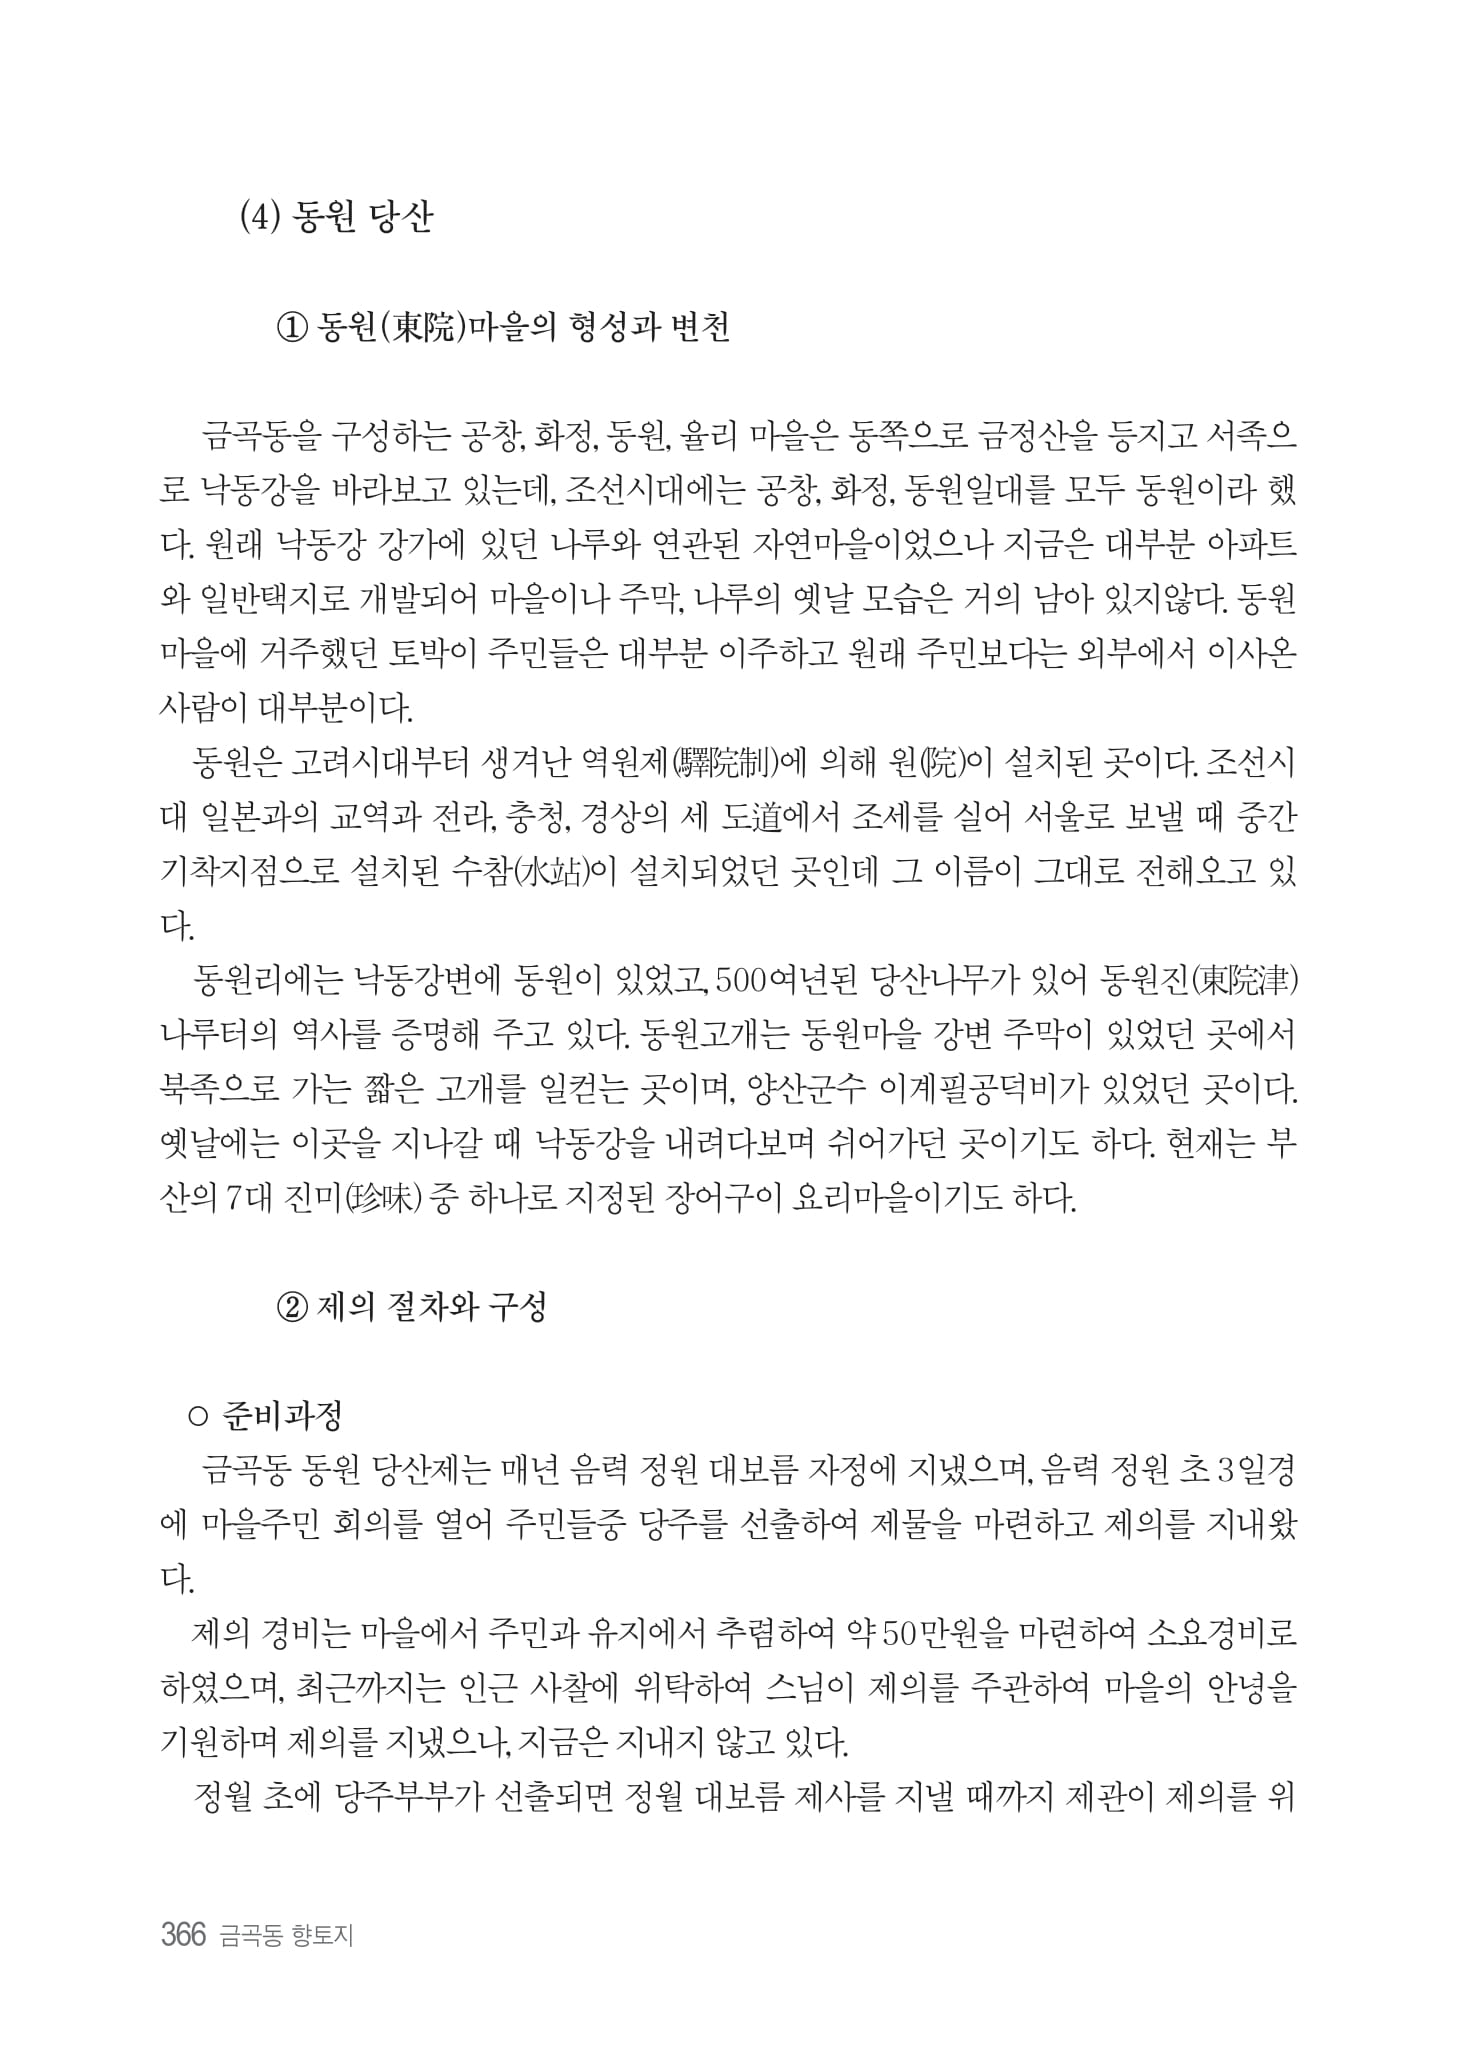 (4) 동원 당산
① 동원(東院)마을의 형성과 변천
금곡동을 구성하는 공창, 화정, 동원, 율리 마을은 동쪽으로 금정산을 등지고 서족으
로 낙동강을 바라보고 있는데, 조선시대에는 공창, 화정, 동원일대를 모두 동원이라 했
다. 원래 낙동강 강가에 있던 나루와 연관된 자연마을이었으나 지금은 대부분 아파트
와 일반택지로 개발되어 마을이나 주막, 나루의 옛날 모습은 거의 남아 있지않다. 동원
마을에 거주했던 토박이 주민들은 대부분 이주하고 원래 주민보다는 외부에서 이사온
사람이 대부분이다.
동원은 고려시대부터 생겨난 역원제(驛院制)에 의해 원(院)이 설치된 곳이다. 조선시
대 일본과의 교역과 전라, 충청, 경상의 세 도道에서 조세를 실어 서울로 보낼 때 중간
기착지점으로 설치된 수참(水站)이 설치되었던 곳인데 그 이름이 그대로 전해오고 있
다.
동원리에는 낙동강변에 동원이 있었고, 500여년된 당산나무가 있어 동원진(東院津)
나루터의 역사를 증명해 주고 있다. 동원고개는 동원마을 강변 주막이 있었던 곳에서
북족으로 가는 짧은 고개를 일컫는 곳이며, 양산군수 이계필공덕비가 있었던 곳이다.
옛날에는 이곳을 지나갈 때 낙동강을 내려다보며 쉬어가던 곳이기도 하다. 현재는 부
산의 7대 진미(珍味) 중 하나로 지정된 장어구이 요리마을이기도 하다.
② 제의 절차와 구성
○ 준비과정
금곡동 동원 당산제는 매년 음력 정원 대보름 자정에 지냈으며, 음력 정원 초 3일경
에 마을주민 회의를 열어 주민들중 당주를 선출하여 제물을 마련하고 제의를 지내왔
다.
제의 경비는 마을에서 주민과 유지에서 추렴하여 약 50만원을 마련하여 소요경비로
하였으며, 최근까지는 인근 사찰에 위탁하여 스님이 제의를 주관하여 마을의 안녕을
기원하며 제의를 지냈으나, 지금은 지내지 않고 있다.
정월 초에 당주부부가 선출되면 정월 대보름 제사를 지낼 때까지 제관이 제의를 위
366 금곡동 향토지